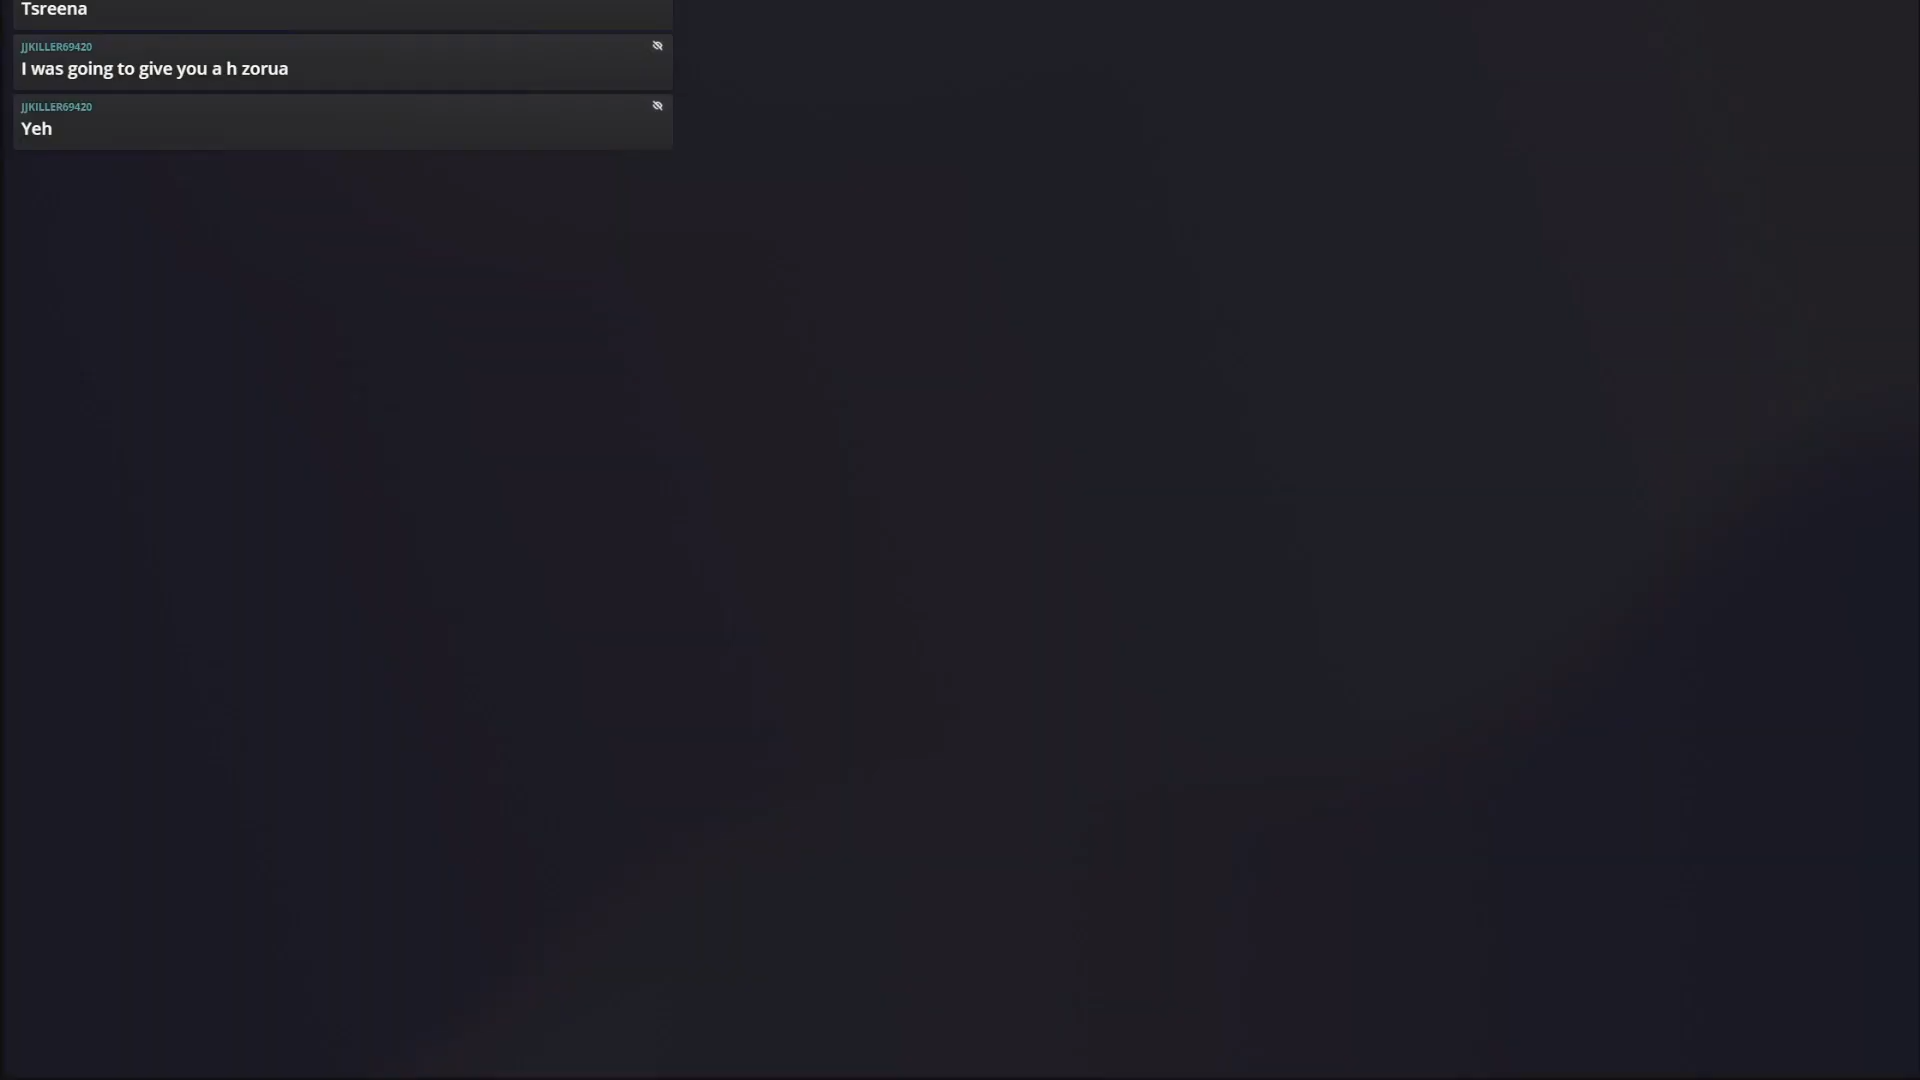 Tsreena
JJKILLER69420
I was going to give you a h zorua
JJKILLER69420
Yeh